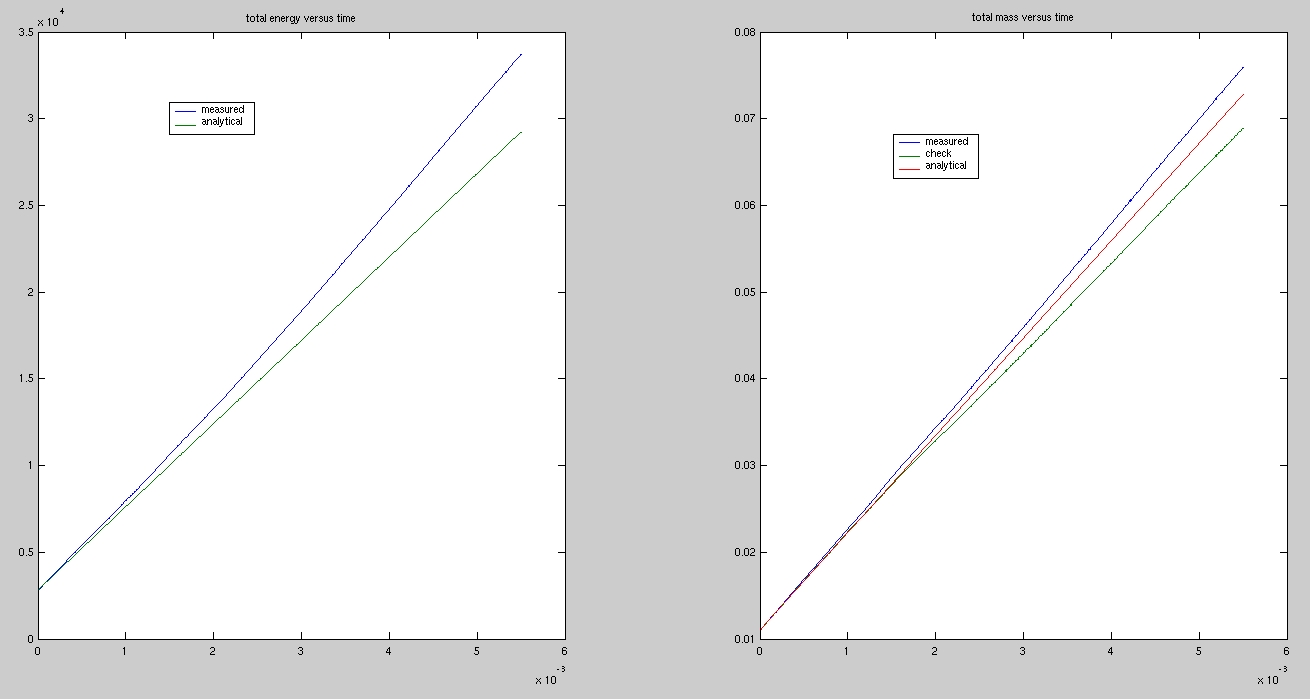 total energy versus time
x 10^4
3.5
3
2.5
2
1.5
1
0.5
0
measured
analytical
0 1 2 3 4 5 6
x 10^-3
total mass versus time
0.08
0.07
0.06
0.05
0.04
0.03
0.02
0.01
measured
check
analytical
0 1 2 3 4 5 6
x 10^-3